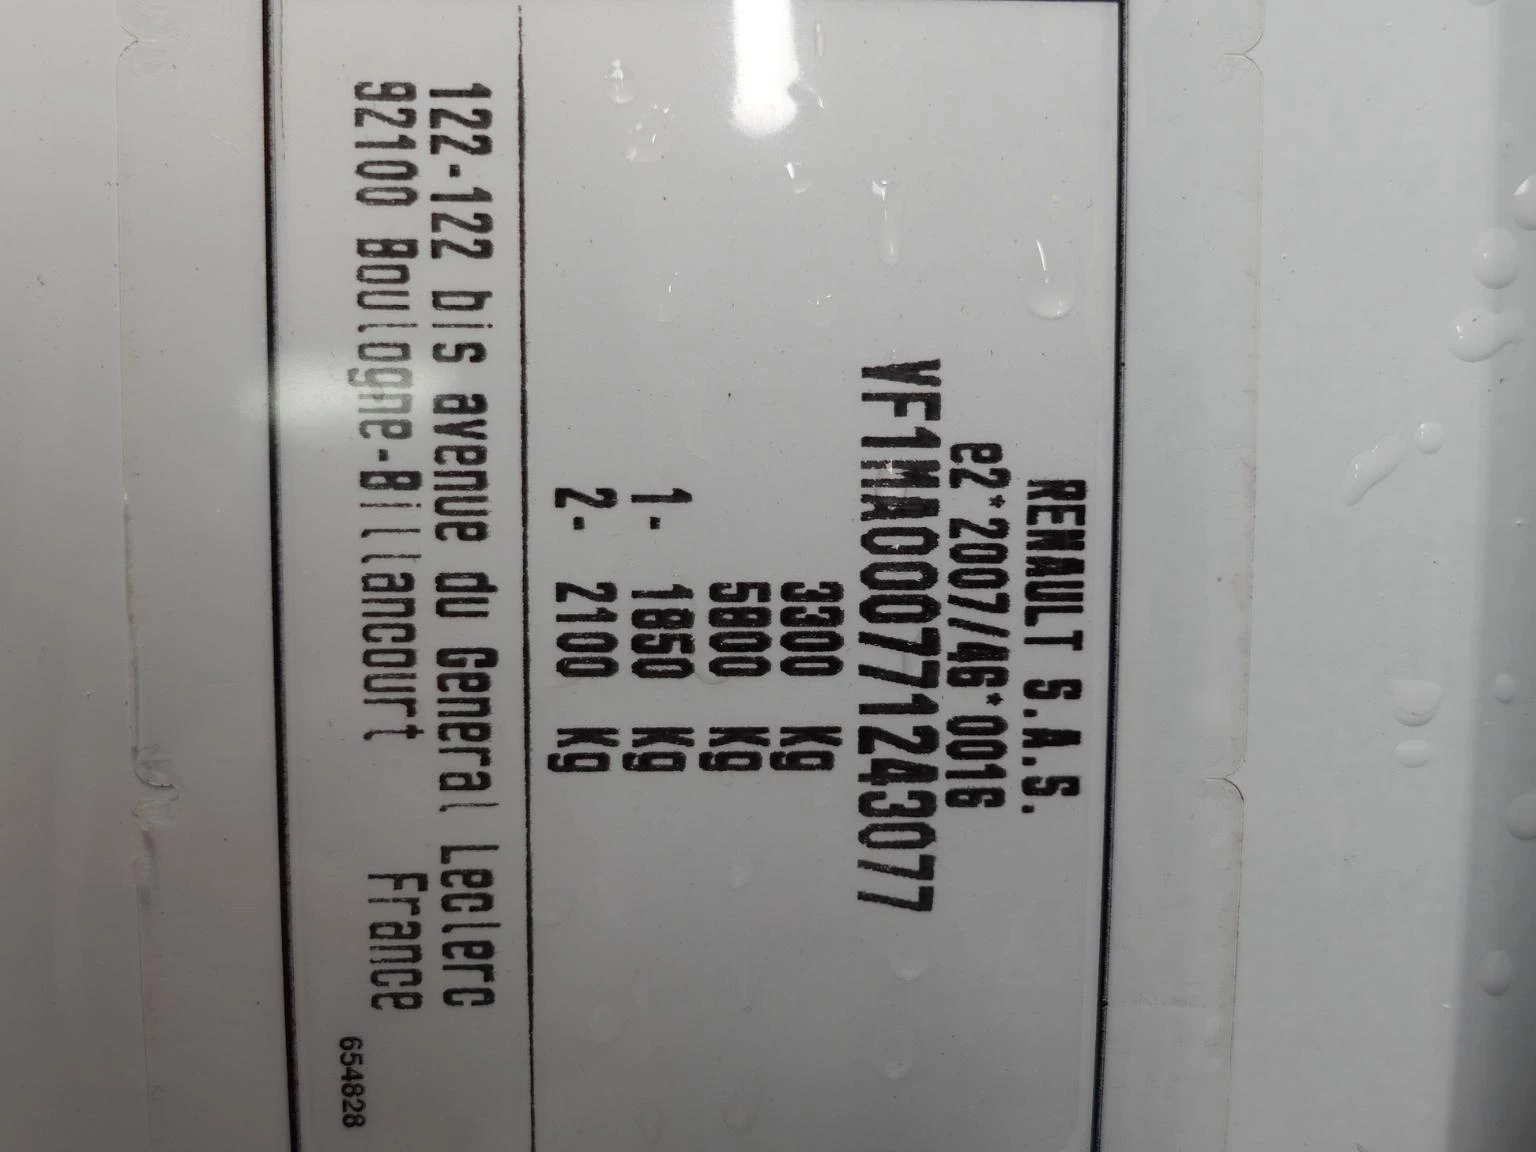 RENAULT S.A.S.
e2*2007/46*0016
VF1MA000771243077
3300 Kg
5800 Kg
1- 1850 Kg
2- 2100 Kg
122-122 bis avenue du General Leclerc
92100 Boulogne-Billancourt France
654828